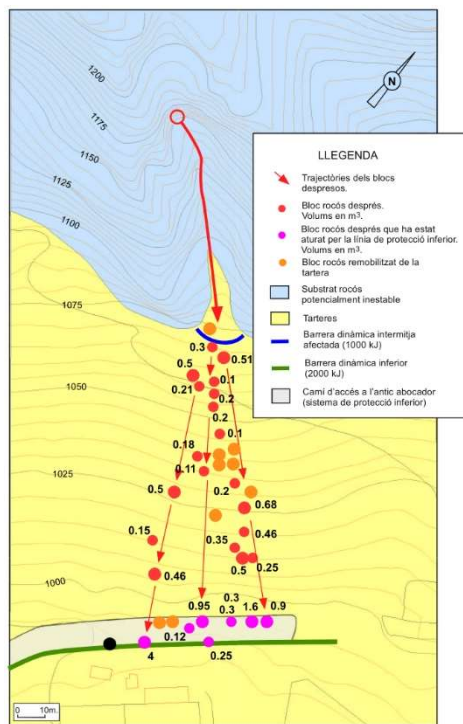 1200
1175
1150
1125
1100
1075
1050
1025
1000
N
LLEGENDA
Trajectòries dels blocs
despresos.
Bloc rocós després.
Volums en m³.
Bloc rocós després que ha estat
aturat per la línia de protecció inferior.
Volums en m³.
Bloc rocós remobilitzat de la
tartera
Substrat rocós
potencialment inestable
Tarteres
Barrera dinàmica intermitja
afectada (1000 kJ)
Barrera dinàmica inferior
(2000 kJ)
Camí d'accés a l'antic abocador
(sistema de protecció inferior)
0.3
0.51
0.5
0.1
0.21
0.2
0.2
0.1
0.18
0.11
0.2
0.5
0.68
0.15
0.46
0.35
0.5
0.25
0.46
0.3
0.95
0.3
1.6
0.9
0.12
4
0.25
0
10m.